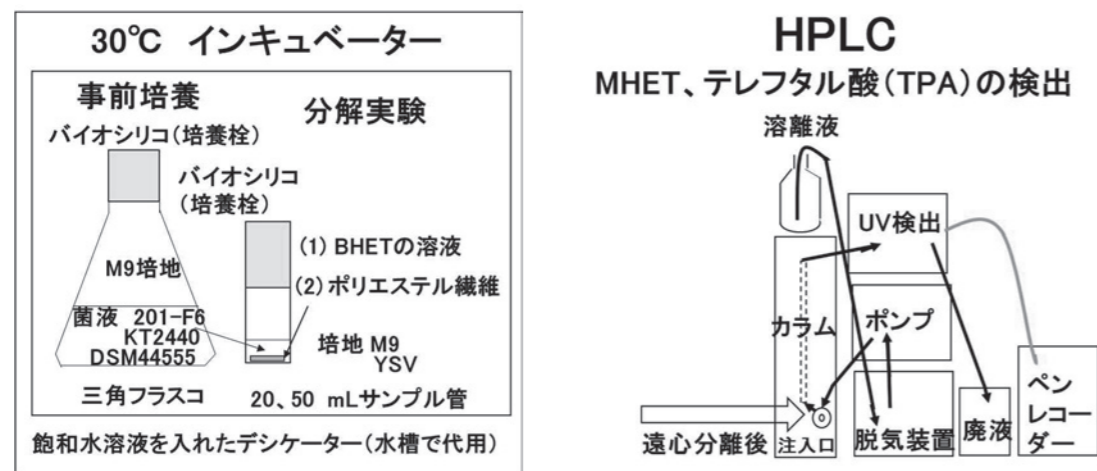 30℃ インキュベーター
事前培養
バイオシリコ(培養栓)
分解実験
バイオシリコ
(培養栓)
(1) BHETの溶液
(2) ポリエステル繊維
M9培地
菌液 201-F6
KT2440
DSM44555
培地 M9
YSV
三角フラスコ
20、50 mLサンプル管
飽和水溶液を入れたデシケーター(水槽で代用)
HPLC
MHET、テレフタル酸(TPA)の検出
溶離液
UV検出
カラム
ポンプ
ペン
レコー
ダー
遠心分離後
注入口
脱気装置
廃液